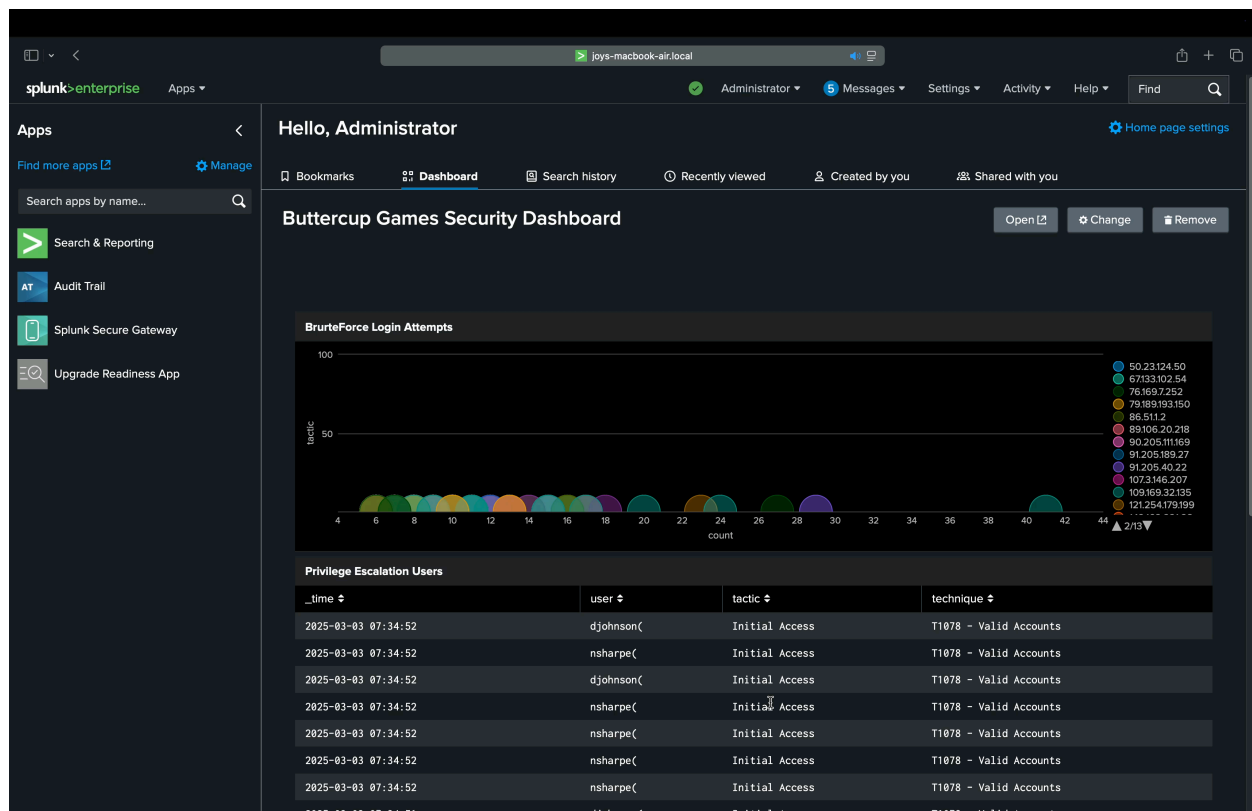 joys-macbook-air.local
splunk>enterprise Apps Administrator 5 Messages Settings Activity Help Find
Apps
Find more apps Manage
Search apps by name...
Search & Reporting
AT Audit Trail
Splunk Secure Gateway
Upgrade Readiness App
Hello, Administrator
Home page settings
Bookmarks Dashboard Search history Recently viewed Created by you Shared with you
Buttercup Games Security Dashboard
Open Change Remove
BrurteForce Login Attempts
100
50
tactic
4 6 8 10 12 14 16 18 20 22 24 26 28 30 32 34 36 38 40 42 44
count
50.23.124.50
67.133.102.54
76.169.7.252
79.189.193.150
86.51.1.2
89.106.20.218
90.205.111.169
91.205.189.27
91.205.40.22
107.3.146.207
109.169.32.135
121.254.179.199
2/13
Privilege Escalation Users
_time user tactic technique
2025-03-03 07:34:52 djohnson( Initial Access T1078 - Valid Accounts
2025-03-03 07:34:52 nsharpe( Initial Access T1078 - Valid Accounts
2025-03-03 07:34:52 djohnson( Initial Access T1078 - Valid Accounts
2025-03-03 07:34:52 nsharpe( Initial Access T1078 - Valid Accounts
2025-03-03 07:34:52 nsharpe( Initial Access T1078 - Valid Accounts
2025-03-03 07:34:52 nsharpe( Initial Access T1078 - Valid Accounts
2025-03-03 07:34:52 nsharpe( Initial Access T1078 - Valid Accounts